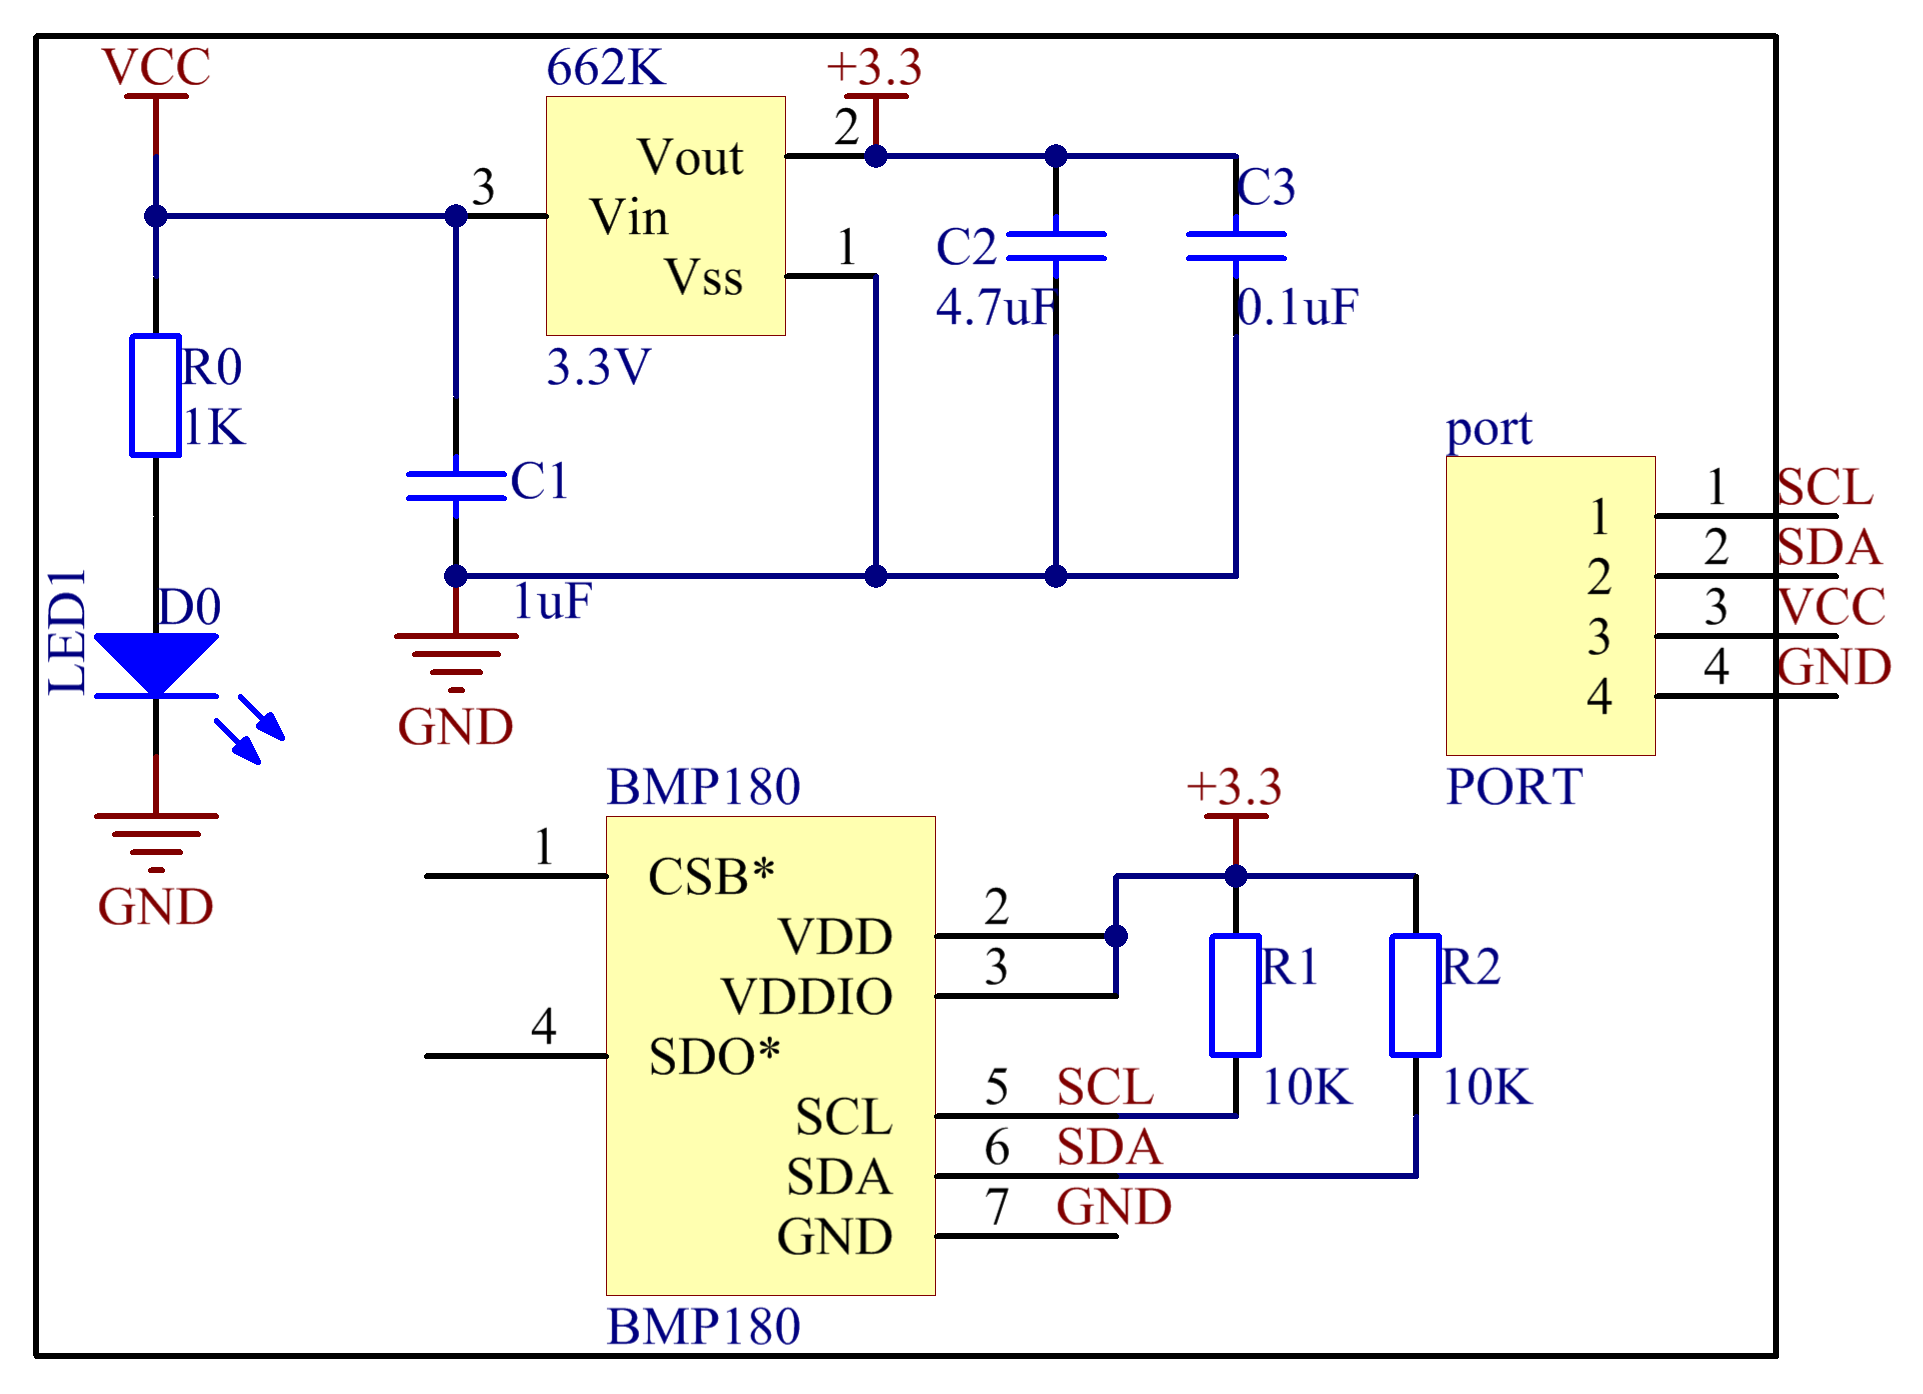 VCC
662K
+3.3
2
Vout
3
Vin
1
Vss
C3
C2
4.7uF
0.1uF
3.3V
R0
1K
C1
1uF
GND
LED1
D0
GND
port
1 1 SCL
2 2 SDA
3 3 VCC
4 4 GND
PORT
BMP180
1 CSB*
VDD 2
VDDIO 3
4 SDO*
SCL 5 SCL
SDA 6 SDA
GND 7 GND
BMP180
+3.3
R1
10K
R2
10K